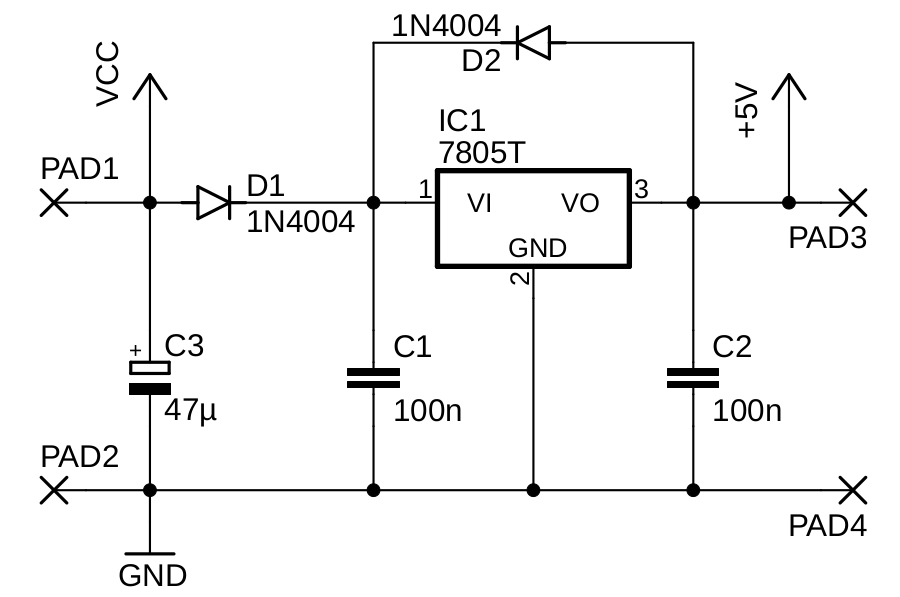 1N4004
D2
VCC
+5V
IC1
7805T
PAD1
D1
1N4004
1
VI
VO
3
GND
2
PAD3
+
C3
47µ
C1
100n
C2
100n
PAD2
PAD4
GND